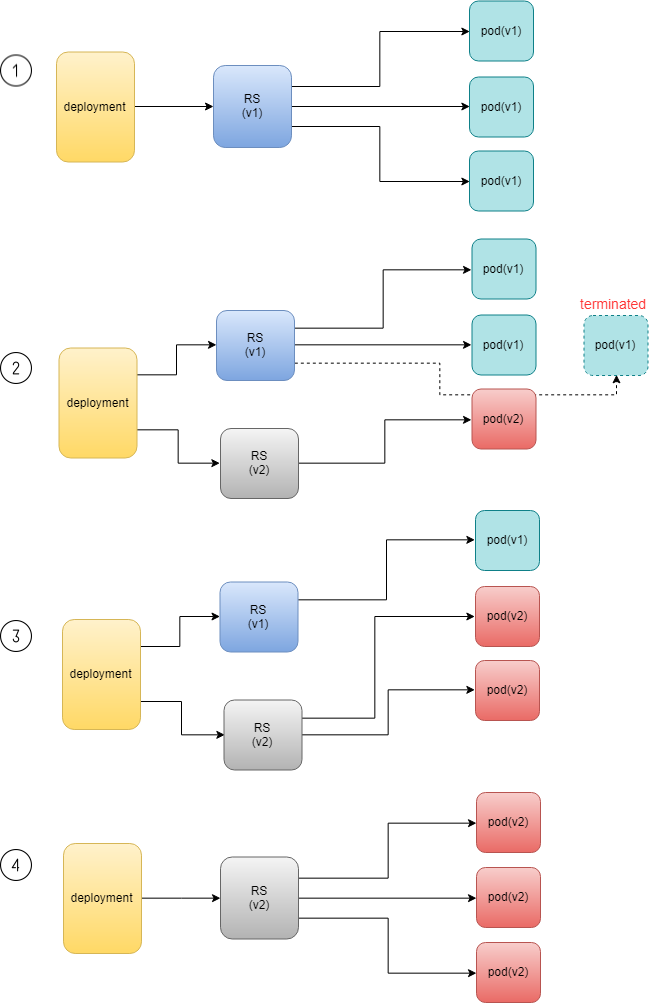 1
deployment
RS
(v1)
pod(v1)
pod(v1)
pod(v1)
2
deployment
RS
(v1)
RS
(v2)
pod(v1)
pod(v1)
pod(v2)
terminated
pod(v1)
3
deployment
RS
(v1)
RS
(v2)
pod(v1)
pod(v2)
pod(v2)
4
deployment
RS
(v2)
pod(v2)
pod(v2)
pod(v2)